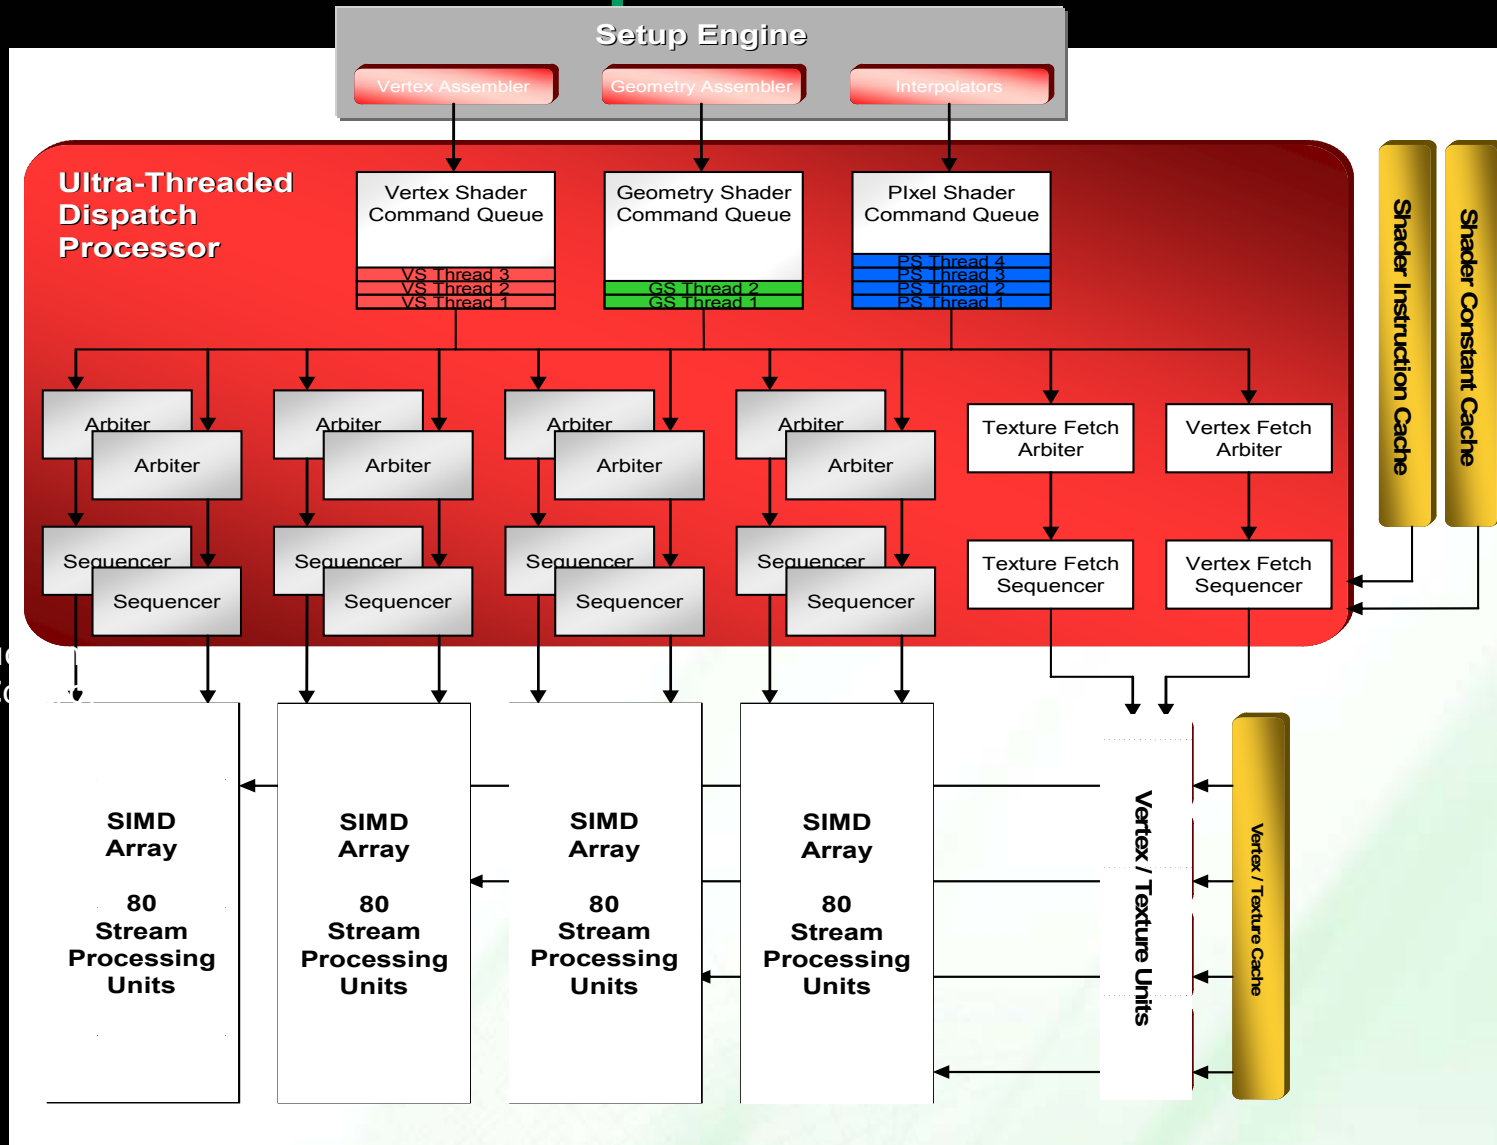 Setup Engine
Vertex Assembler
Geometry Assembler
Interpolators
Ultra-Threaded
Dispatch
Processor
Vertex Shader
Command Queue
VS Thread 3
VS Thread 2
VS Thread 1
Geometry Shader
Command Queue
GS Thread 2
GS Thread 1
PIxel Shader
Command Queue
PS Thread 4
PS Thread 3
PS Thread 2
PS Thread 1
Shader Instruction Cache
Shader Constant Cache
Arbiter
Arbiter
Arbiter
Arbiter
Arbiter
Arbiter
Arbiter
Arbiter
Texture Fetch
Arbiter
Vertex Fetch
Arbiter
Sequencer
Sequencer
Sequencer
Sequencer
Sequencer
Sequencer
Sequencer
Sequencer
Texture Fetch
Sequencer
Vertex Fetch
Sequencer
SIMD
Array
80
Stream
Processing
Units
SIMD
Array
80
Stream
Processing
Units
SIMD
Array
80
Stream
Processing
Units
SIMD
Array
80
Stream
Processing
Units
Vertex / Texture Units
Vertex / Texture Cache